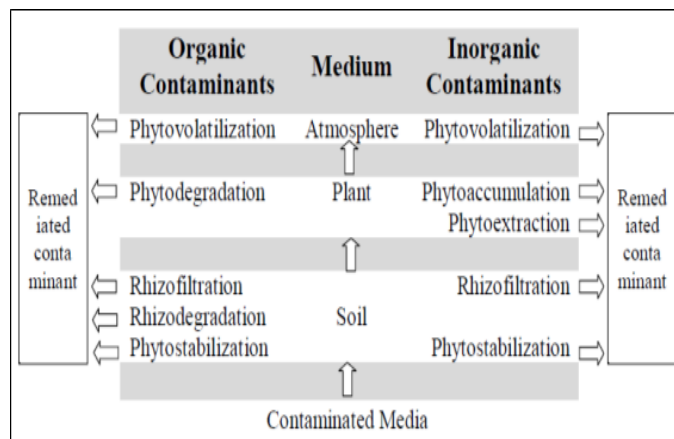 Organic Contaminants
Medium
Inorganic Contaminants
Phytovolatilization Atmosphere Phytovolatilization
Phytodegradation Plant Phytoaccumulation
Phytoextraction
Rhizofiltration Rhizofiltration
Rhizodegradation Soil
Phytostabilization Phytostabilization
Contaminated Media
Remed
iated
conta
minant
Remed
iated
conta
minant